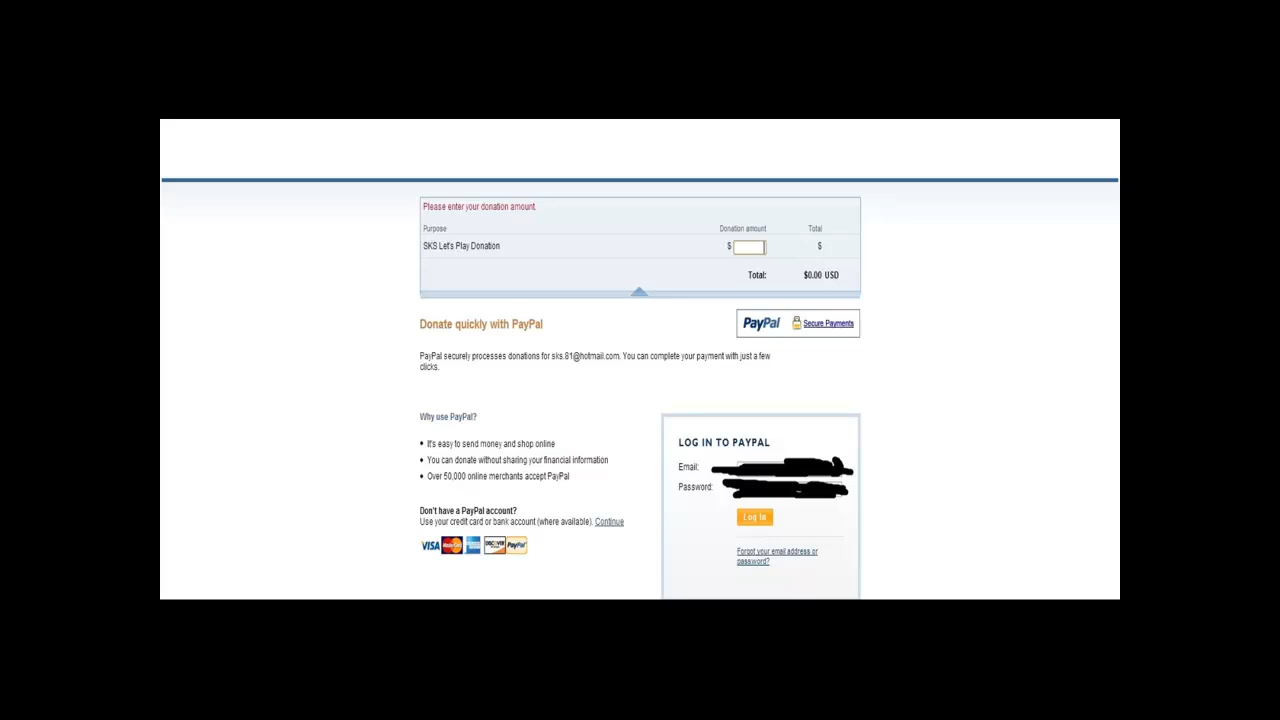 Please enter your donation amount.
Purpose Donation amount Total
SKS Let's Play Donation $ $
Total: $0.00 USD
Donate quickly with PayPal
PayPal Secure Payments
PayPal securely processes donations for sks.81@hotmail.com. You can complete your payment with just a few
clicks.
Why use PayPal?
It's easy to send money and shop online
You can donate without sharing your financial information
Over 50,000 online merchants accept PayPal
Don't have a PayPal account?
Use your credit card or bank account (where available). Continue
VISA MasterCard DISCOVER PayPal
LOG IN TO PAYPAL
Email:
Password:
Log In
Forgot your email address or
password?